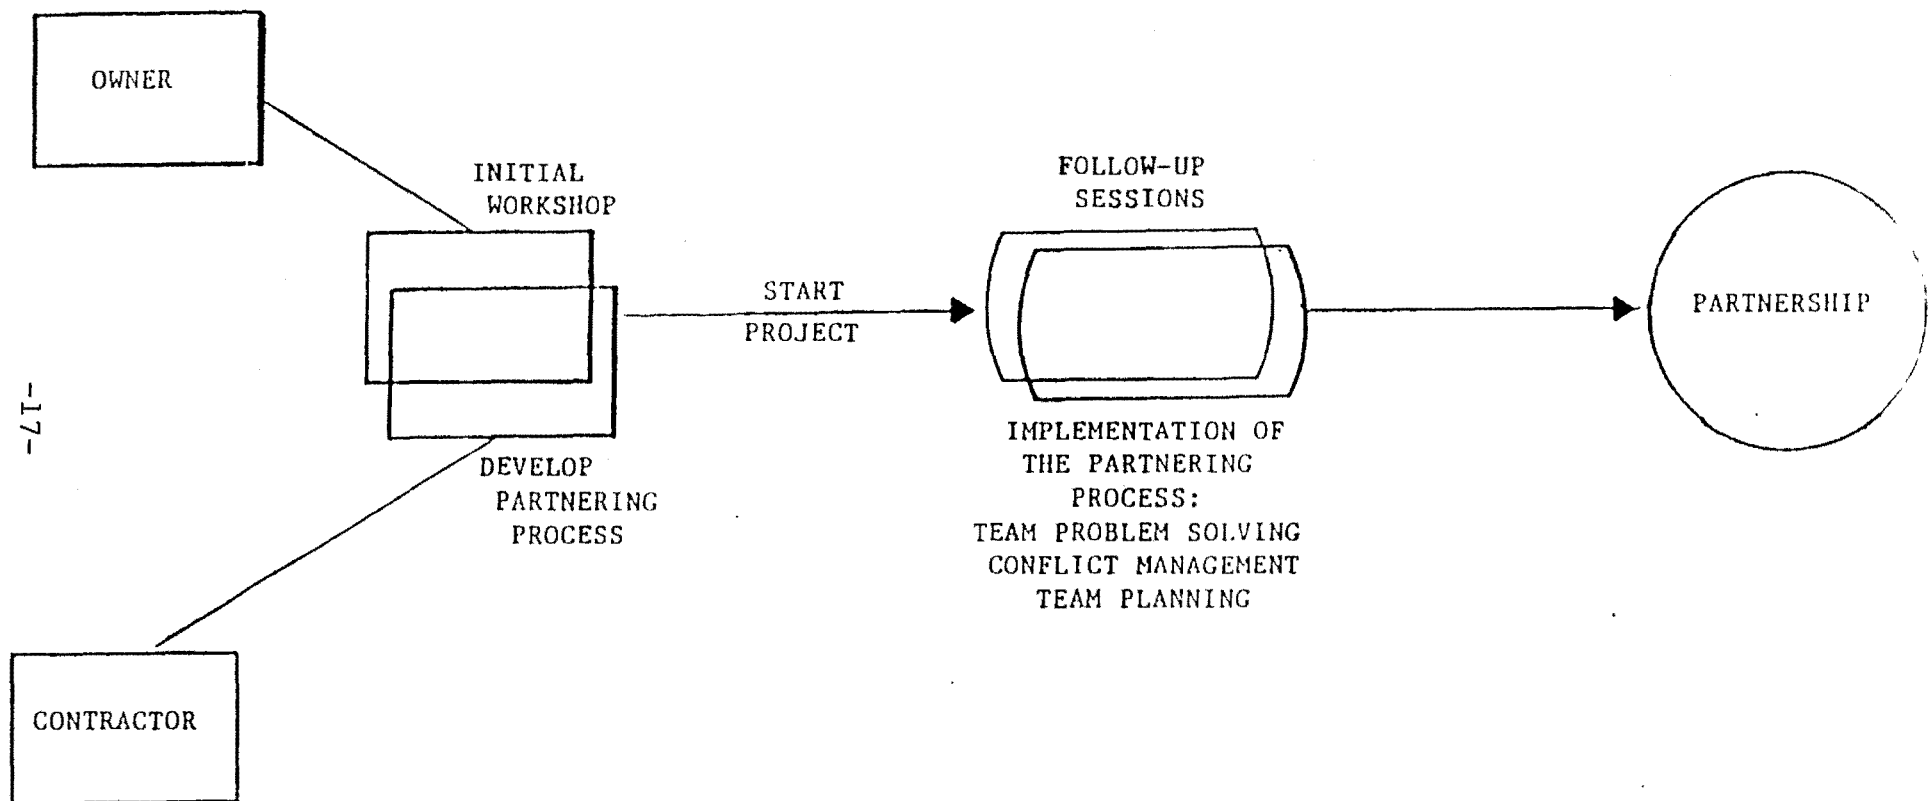 OWNER
INITIAL
WORKSHOP
DEVELOP
PARTNERING
PROCESS
CONTRACTOR
START
PROJECT
FOLLOW-UP
SESSIONS
IMPLEMENTATION OF
THE PARTNERING
PROCESS:
TEAM PROBLEM SOLVING
CONFLICT MANAGEMENT
TEAM PLANNING
PARTNERSHIP
-17-